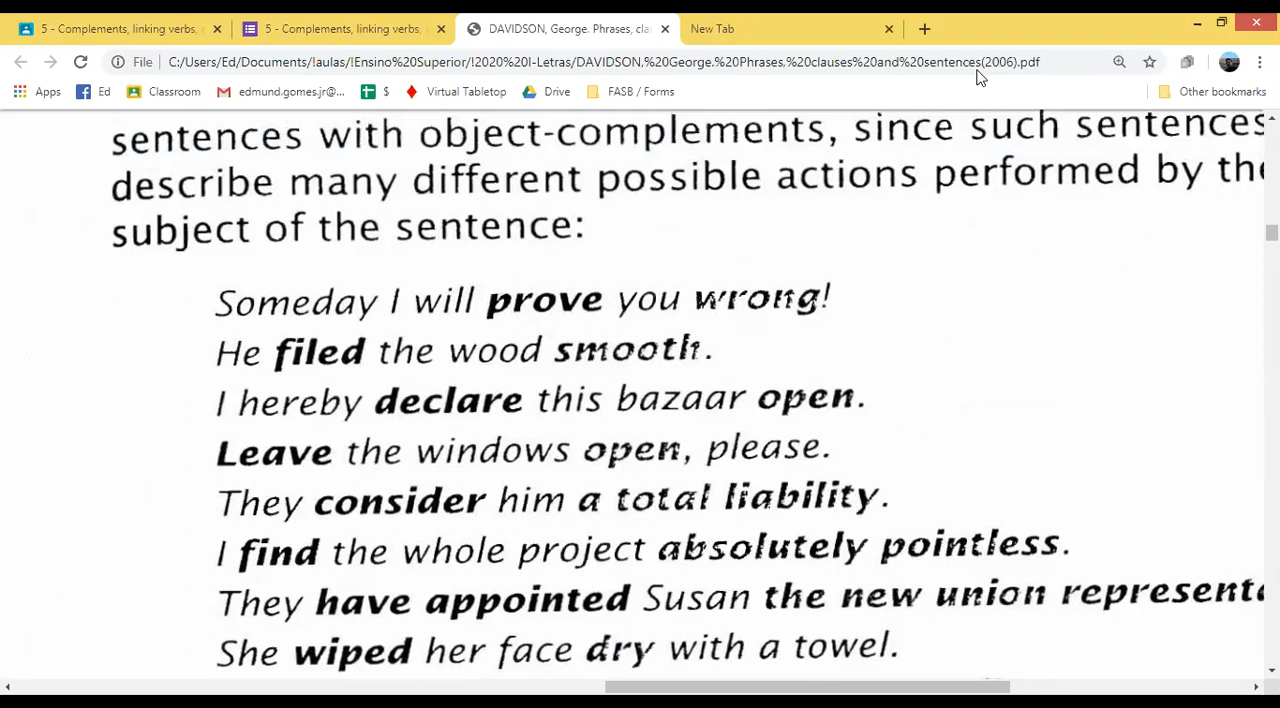 5 - Complements, linking verbs, a
5 - Complements, linking verbs, p
DAVIDSON, George. Phrases, cla
New Tab
File
C:/Users/Ed/Documents/!aulas/!Ensino%20Superior/!2020%20I-Letras/DAVIDSON,%20George.%20Phrases,%20clauses%20and%20sentences(2006).pdf
Apps
Ed
Classroom
edmund.gomes.jr@...
$
Virtual Tabletop
Drive
FASB / Forms
Other bookmarks
sentences with object-complements, since such sentences
describe many different possible actions performed by the
subject of the sentence:
Someday I will prove you wrong!
He filed the wood smooth.
I hereby declare this bazaar open.
Leave the windows open, please.
They consider him a total liability.
I find the whole project absolutely pointless.
They have appointed Susan the new union representa
She wiped her face dry with a towel.